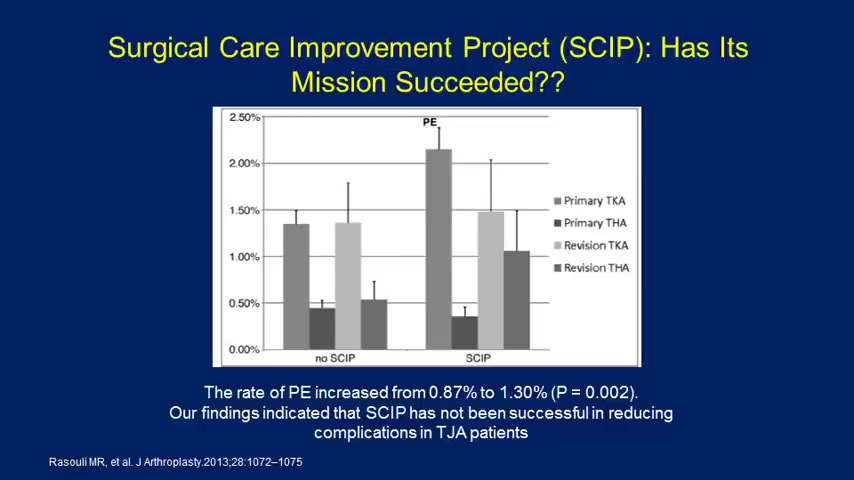 Surgical Care Improvement Project (SCIP): Has Its
Mission Succeeded??
PE
2.50%
2.00%
1.50%
1.00%
0.50%
0.00%
no SCIP
SCIP
Primary TKA
Primary THA
Revision TKA
Revision THA
The rate of PE increased from 0.87% to 1.30% (P = 0.002).
Our findings indicated that SCIP has not been successful in reducing
complications in TJA patients
Rasouli MR, et al. J Arthroplasty.2013;28:1072–1075